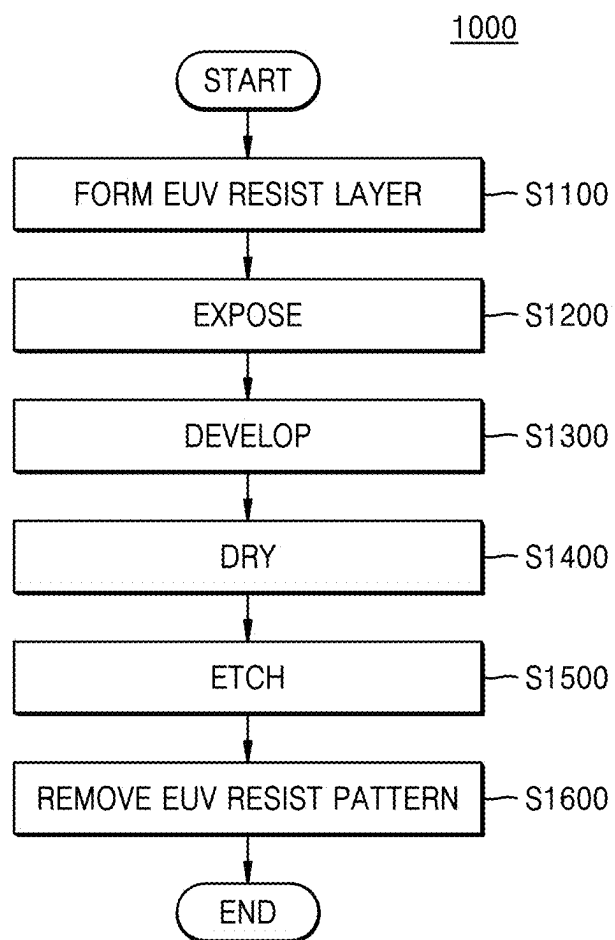 1000
START
FORM EUV RESIST LAYER S1100
EXPOSE S1200
DEVELOP S1300
DRY S1400
ETCH S1500
REMOVE EUV RESIST PATTERN S1600
END